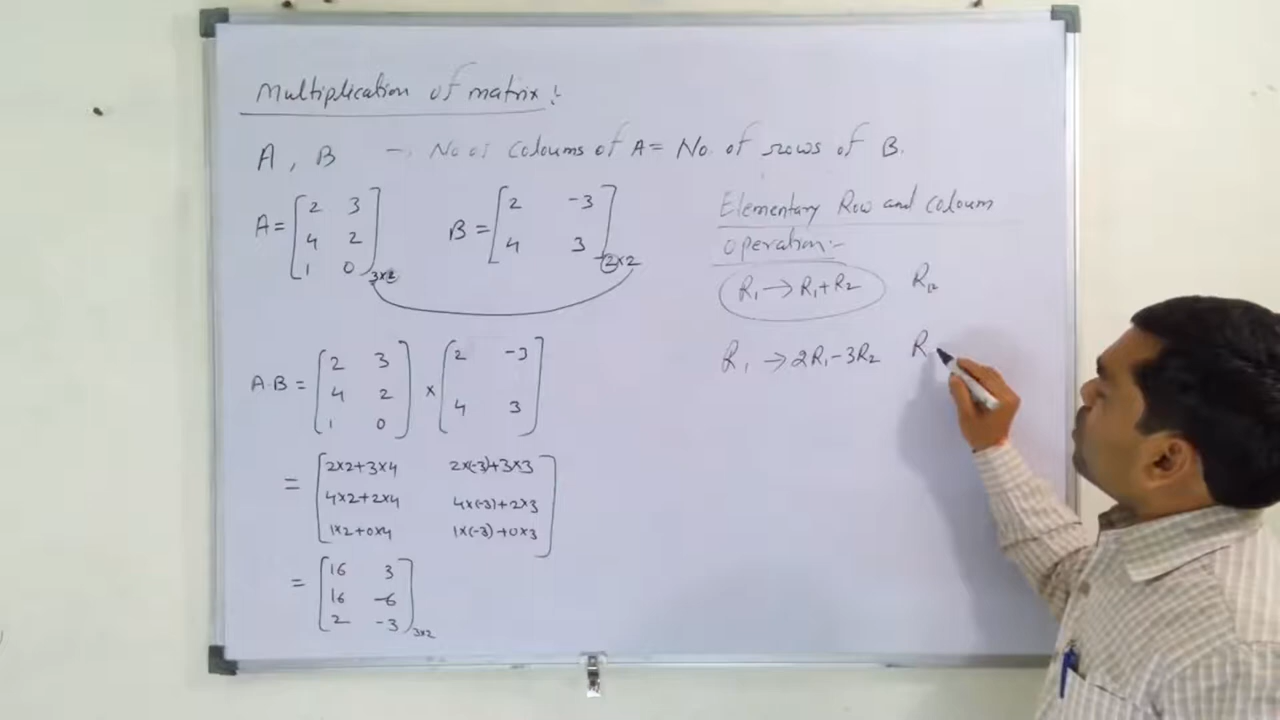 Multiplication of matrix:
A , B → No of Coloums of A = No. of rows of B.
A = [ 2 3
4 2
1 0 ] 3×2
B = [ 2 -3
4 3 ] 2×2
A·B = [ 2 3
4 2
1 0 ] × [ 2 -3
4 3 ]
= [ 2×2+3×4 2×(-3)+3×3
4×2+2×4 4×(-3)+2×3
1×2+0×4 1×(-3)+0×3 ]
= [ 16 3
16 -6
2 -3 ] 3×2
Elementary Row and Coloum
operation:-
R₁ → R₁+R₂ R₁₂
R₁ → 2R₁-3R₂ R